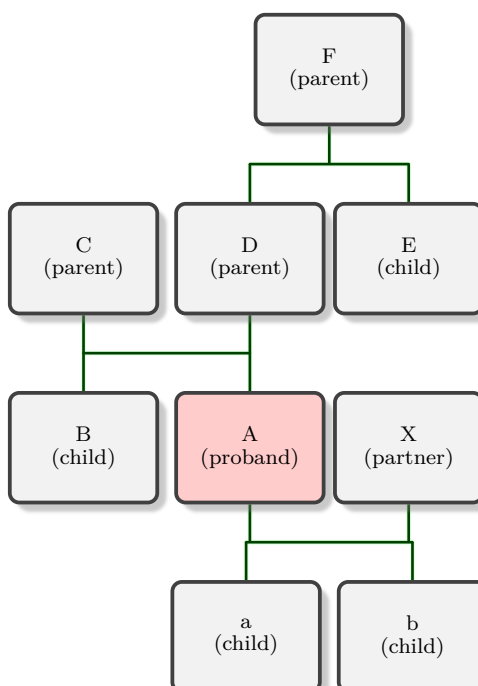 F
(parent)
C
(parent)
D
(parent)
E
(child)
B
(child)
A
(proband)
X
(partner)
a
(child)
b
(child)